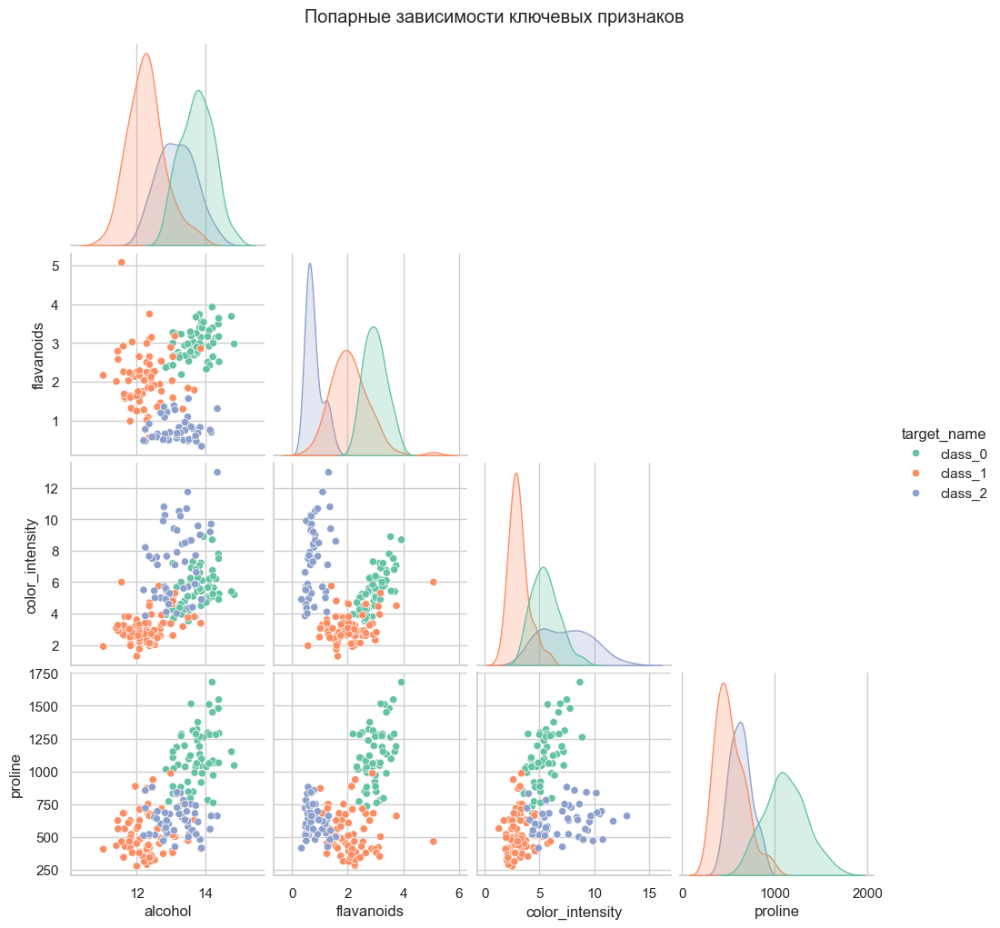 Попарные зависимости ключевых признаков
5
4
3
2
1
flavanoids
12
10
8
6
4
2
color_intensity
1750
1500
1250
1000
750
500
250
proline
12 14
alcohol
0 2 4 6
flavanoids
0 5 10 15
color_intensity
0 1000 2000
proline
target_name
class_0
class_1
class_2